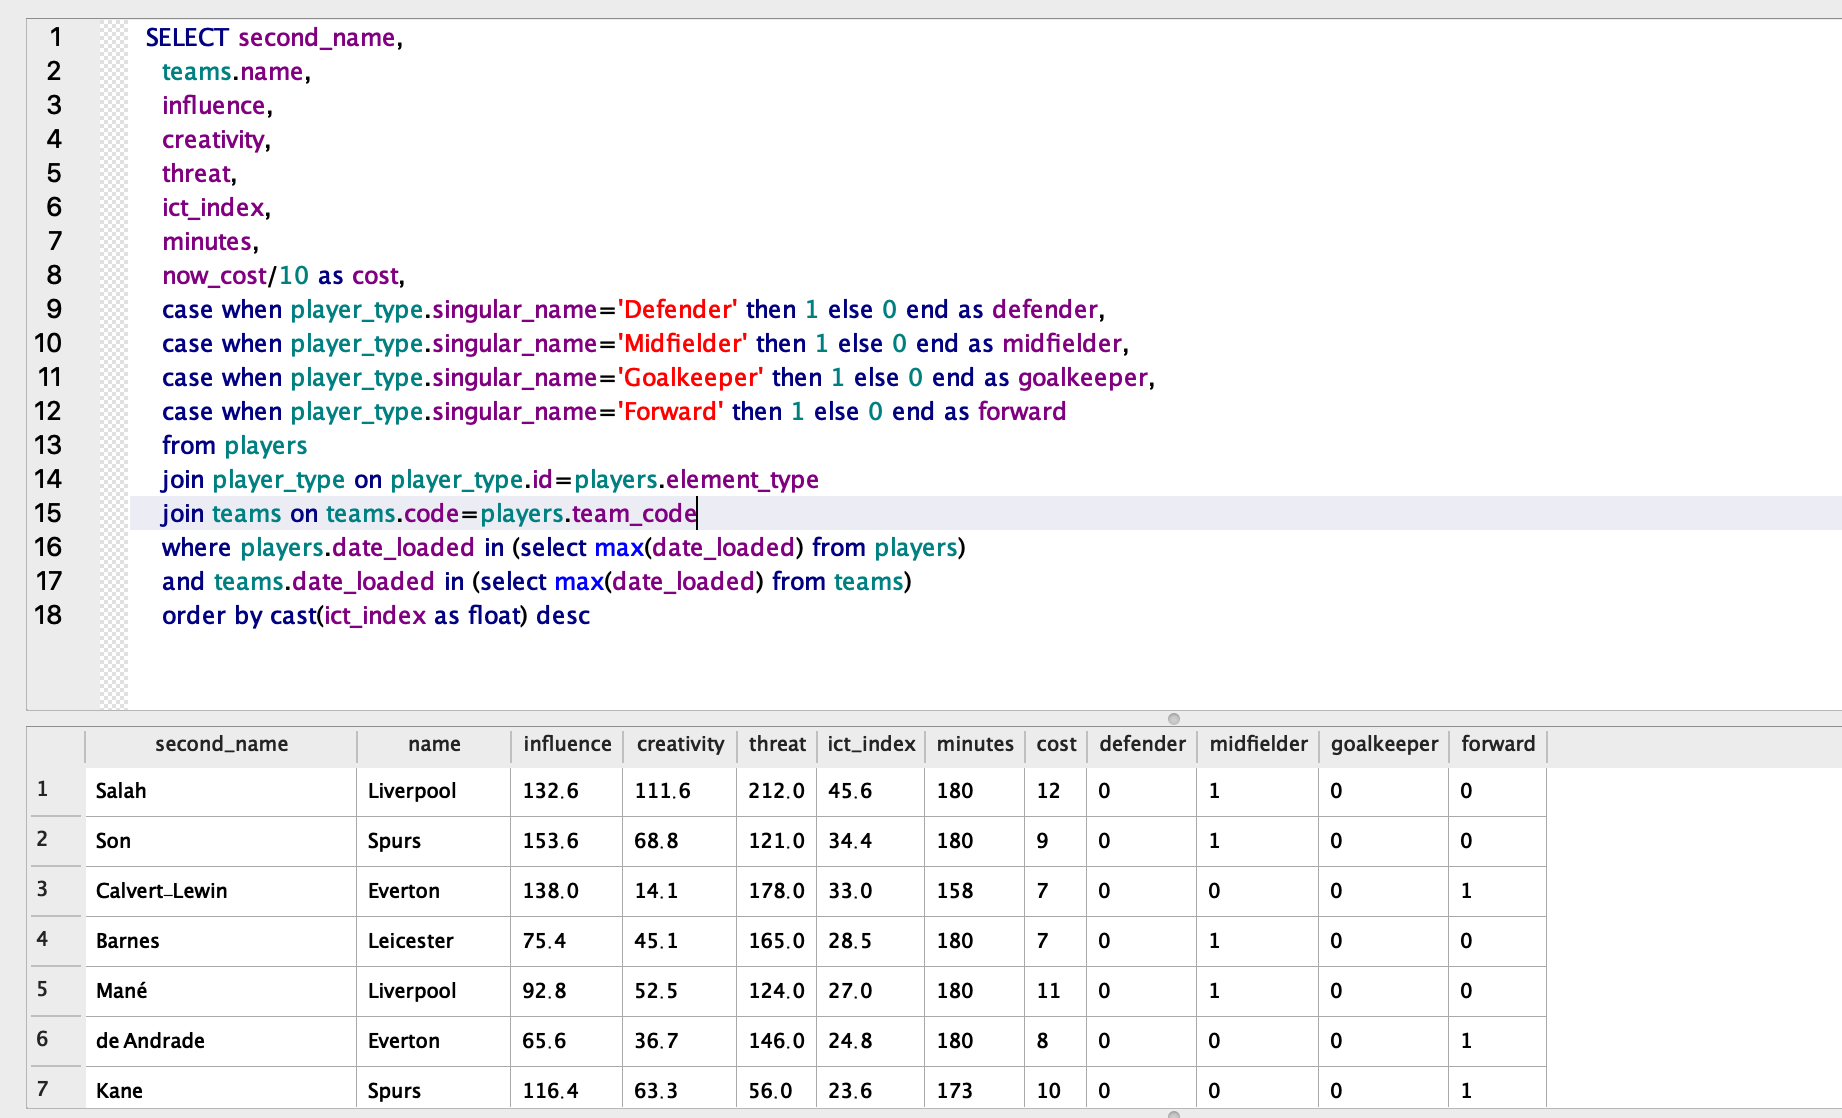 1 SELECT second_name,
2 teams.name,
3 influence,
4 creativity,
5 threat,
6 ict_index,
7 minutes,
8 now_cost/10 as cost,
9 case when player_type.singular_name='Defender' then 1 else 0 end as defender,
10 case when player_type.singular_name='Midfielder' then 1 else 0 end as midfielder,
11 case when player_type.singular_name='Goalkeeper' then 1 else 0 end as goalkeeper,
12 case when player_type.singular_name='Forward' then 1 else 0 end as forward
13 from players
14 join player_type on player_type.id=players.element_type
15 join teams on teams.code=players.team_code
16 where players.date_loaded in (select max(date_loaded) from players)
17 and teams.date_loaded in (select max(date_loaded) from teams)
18 order by cast(ict_index as float) desc
second_name name influence creativity threat ict_index minutes cost defender midfielder goalkeeper forward
1 Salah Liverpool 132.6 111.6 212.0 45.6 180 12 0 1 0 0
2 Son Spurs 153.6 68.8 121.0 34.4 180 9 0 1 0 0
3 Calvert-Lewin Everton 138.0 14.1 178.0 33.0 158 7 0 0 0 1
4 Barnes Leicester 75.4 45.1 165.0 28.5 180 7 0 1 0 0
5 Mané Liverpool 92.8 52.5 124.0 27.0 180 11 0 1 0 0
6 de Andrade Everton 65.6 36.7 146.0 24.8 180 8 0 0 0 1
7 Kane Spurs 116.4 63.3 56.0 23.6 173 10 0 0 0 1